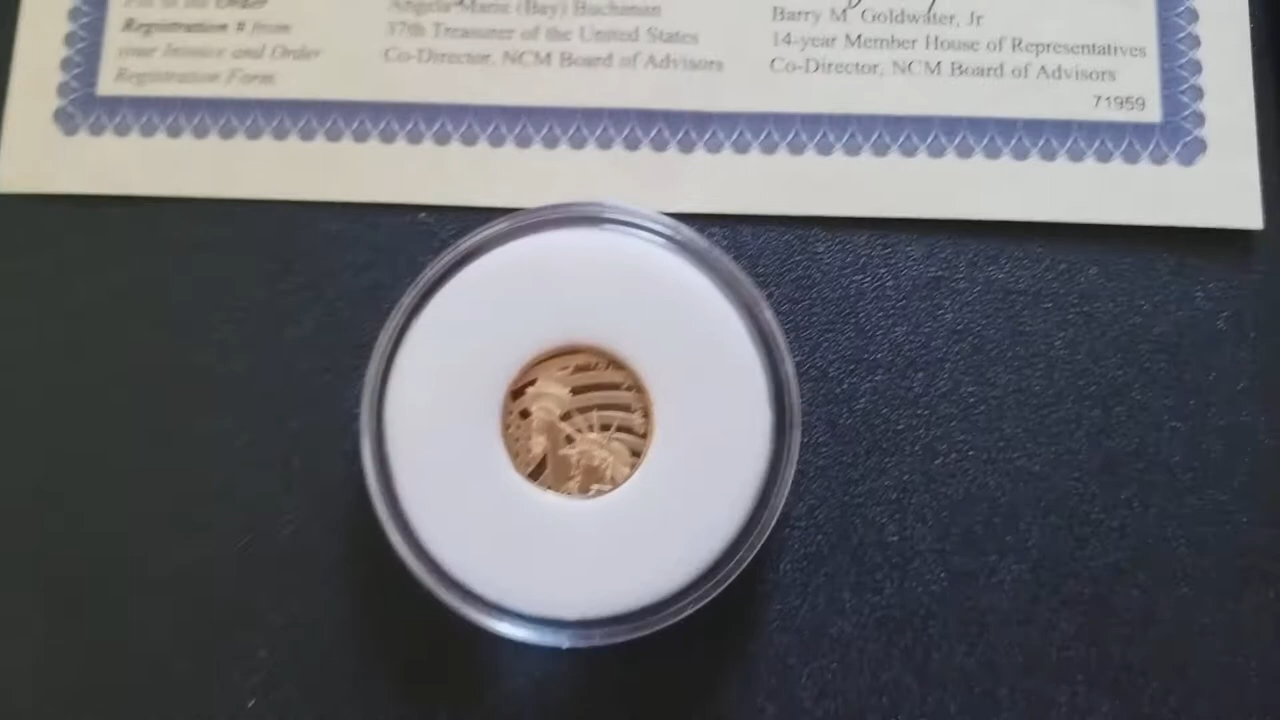 Order
Registration # from
your Invoice and Order
Registration Form.
Angela Marie (Bay) Buchanan
37th Treasurer of the United States
Co-Director, NCM Board of Advisors
Barry M Goldwater, Jr
14-year Member House of Representatives
Co-Director, NCM Board of Advisors
71959